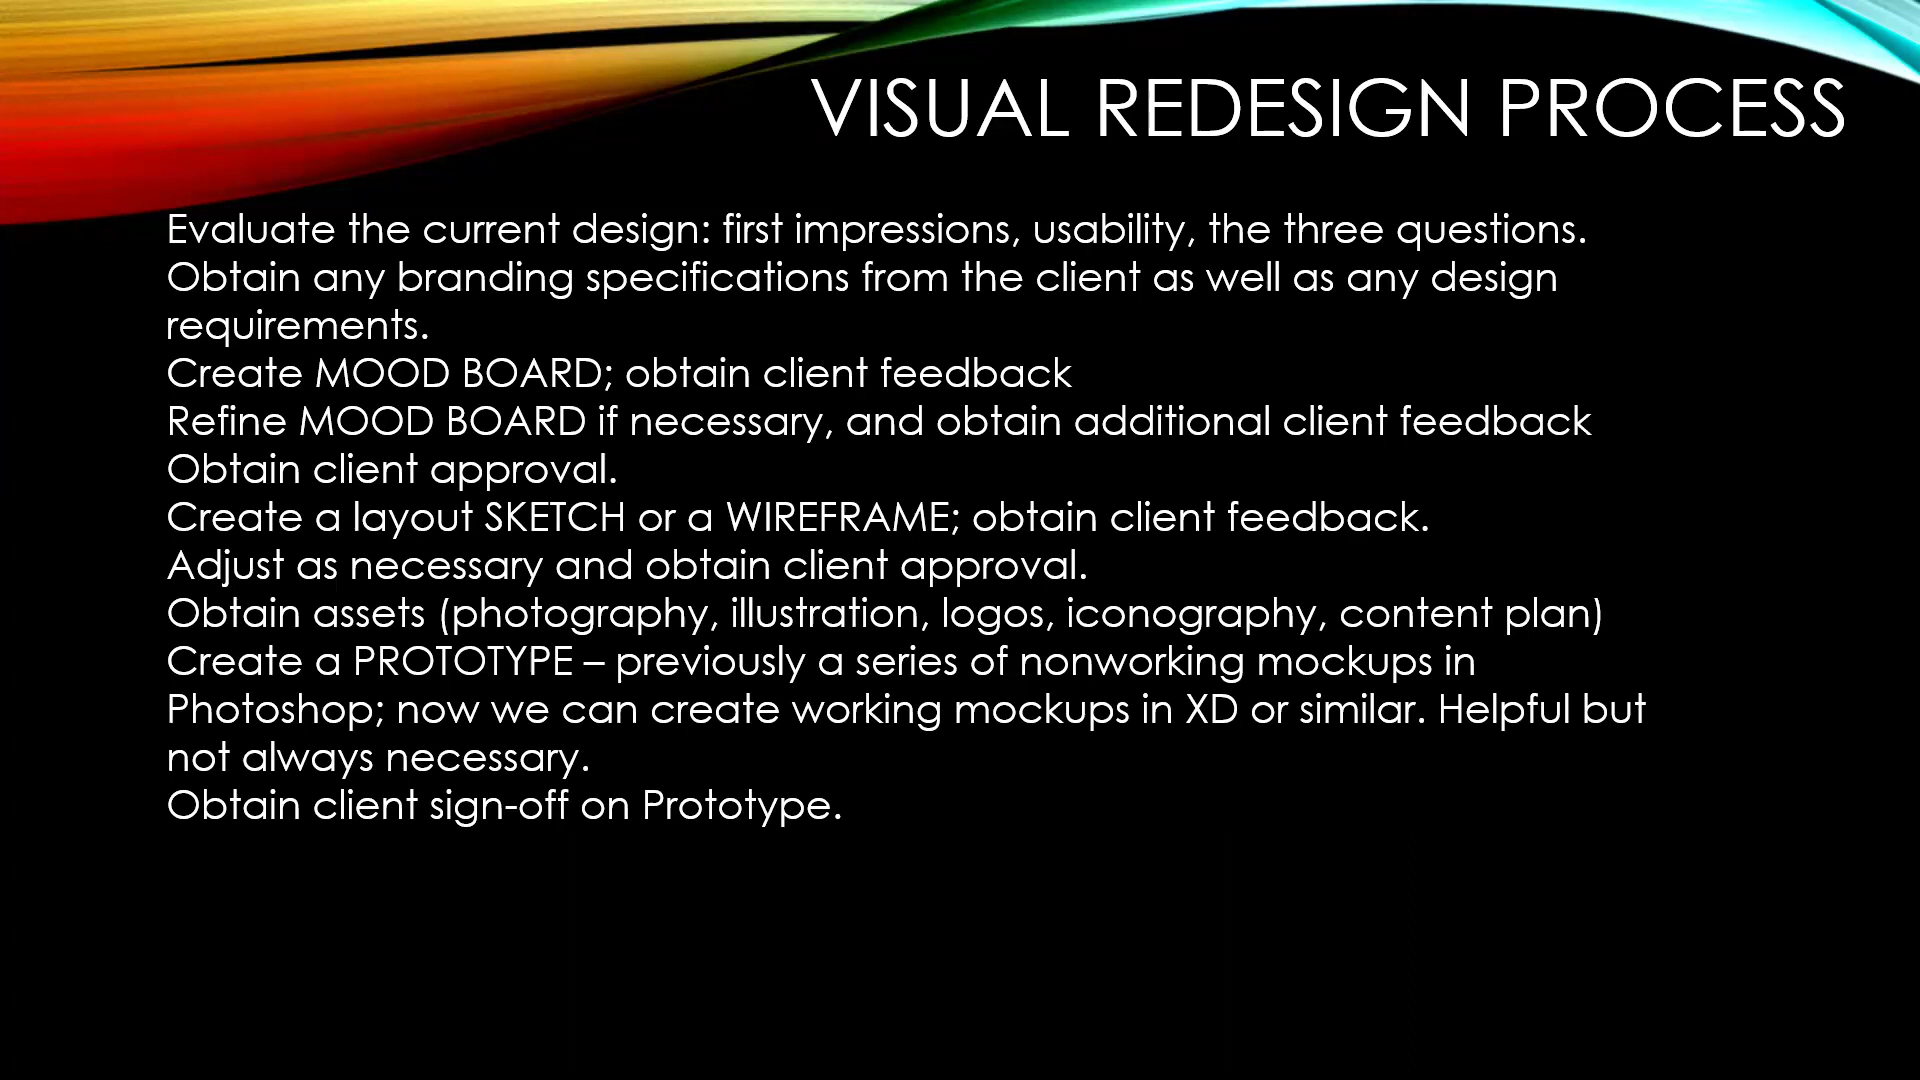 VISUAL REDESIGN PROCESS
Evaluate the current design: first impressions, usability, the three questions.
Obtain any branding specifications from the client as well as any design
requirements.
Create MOOD BOARD; obtain client feedback
Refine MOOD BOARD if necessary, and obtain additional client feedback
Obtain client approval.
Create a layout SKETCH or a WIREFRAME; obtain client feedback.
Adjust as necessary and obtain client approval.
Obtain assets (photography, illustration, logos, iconography, content plan)
Create a PROTOTYPE – previously a series of nonworking mockups in
Photoshop; now we can create working mockups in XD or similar. Helpful but
not always necessary.
Obtain client sign-off on Prototype.